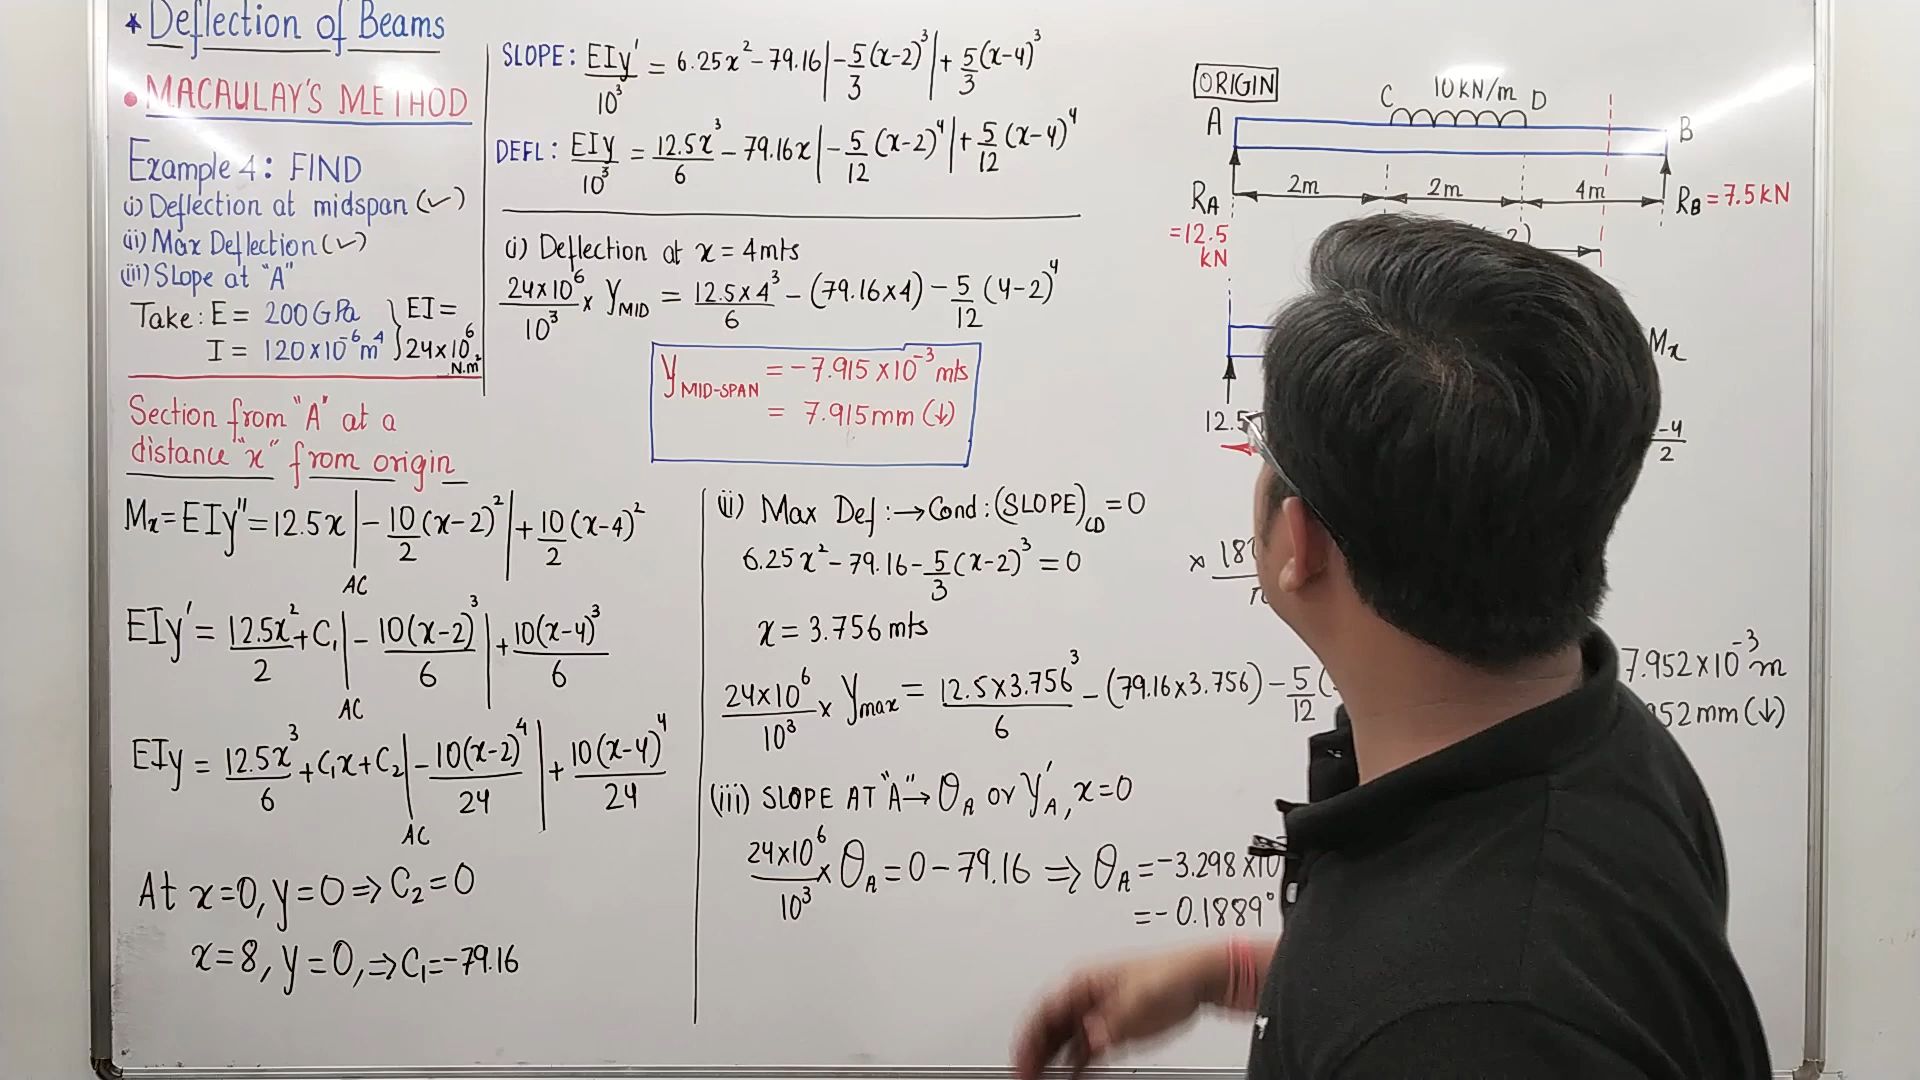 * Deflection of Beams
• MACAULAY'S METHOD
Example 4: FIND
i) Deflection at midspan (✓)
(ii) Max Deflection (✓)
(iii) Slope at "A"
Take: E = 200 GPa } EI =
I = 120×10⁻⁶ m⁴ } 24×10⁶ N.m²
Section from "A" at a
distance "x" from origin
Mx = EIy'' = 12.5x | - 10/2 (x-2)² | + 10/2 (x-4)²
AC
EIy' = 12.5x²/2 + C₁ | - 10(x-2)³/6 | + 10(x-4)³/6
AC
EIy = 12.5x³/6 + C₁x + C₂ | - 10(x-2)⁴/24 | + 10(x-4)⁴/24
AC
At x=0, y=0 => C₂=0
x=8, y=0, => C₁=-79.16
SLOPE: EIy'/10³ = 6.25x² - 79.16 | - 5/3 (x-2)³ | + 5/3 (x-4)³
DEFL: EIy/10³ = 12.5x³/6 - 79.16x | - 5/12 (x-2)⁴ | + 5/12 (x-4)⁴
(i) Deflection at x = 4mts
24×10⁶/10³ × yMID = 12.5×4³/6 - (79.16×4) - 5/12 (4-2)⁴
yMID-SPAN = -7.915×10⁻³ mts
= 7.915mm (↓)
(ii) Max Def: → Cond: (SLOPE)CD = 0
6.25x² - 79.16 - 5/3 (x-2)³ = 0
x = 3.756 mts
24×10⁶/10³ × ymax = 12.5×3.756³/6 - (79.16×3.756) - 5/12 (
7.952×10⁻³ m
952mm (↓)
(iii) SLOPE AT "A" → θA or y'A, x=0
24×10⁶/10³ × θA = 0 - 79.16 => θA = -3.298×10
= -0.1889°
ORIGIN
C 10KN/m D
A B
2m 2m 4m
RA RB = 7.5KN
=12.5
KN
-2)
Mx
12.5
-4/2
× 18